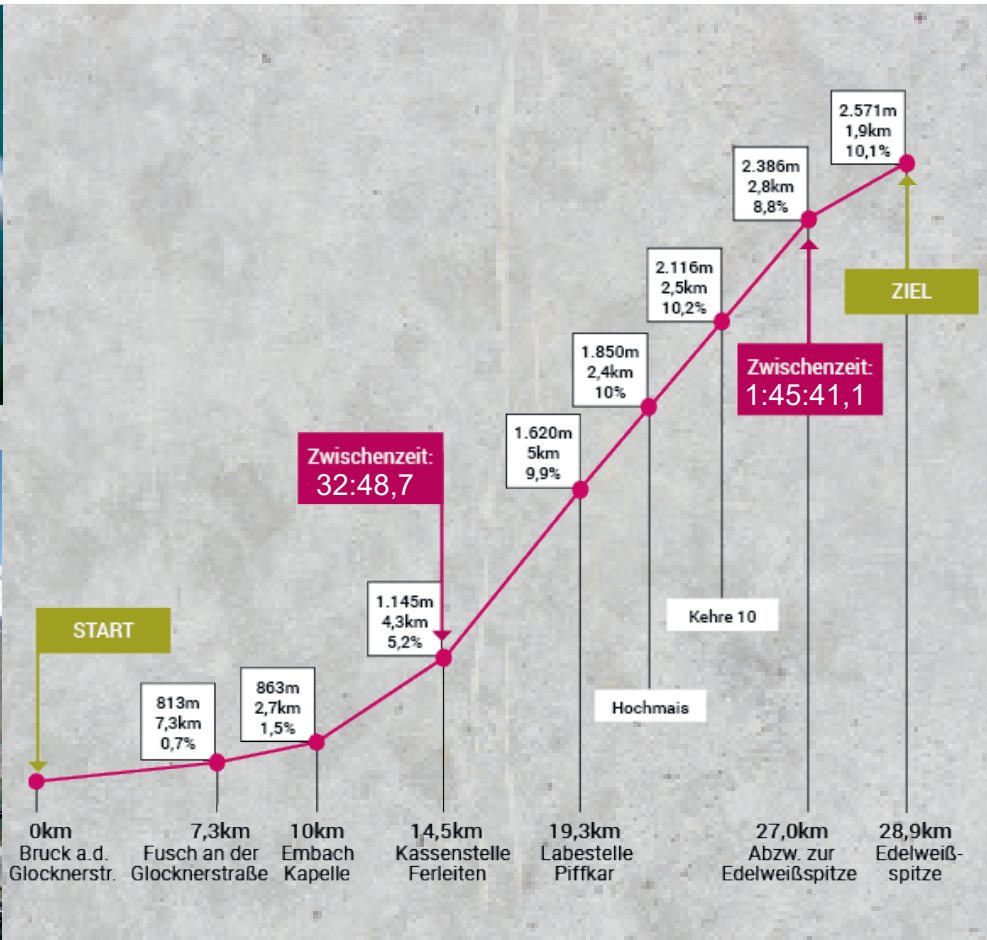 2.571m
1,9km
10,1%
2.386m
2,8km
8,8%
ZIEL
2.116m
2,5km
10,2%
Zwischenzeit:
1:45:41,1
1.850m
2,4km
10%
1.620m
5km
9,9%
Zwischenzeit:
32:48,7
1.145m
4,3km
5,2%
START
Kehre 10
863m
2,7km
1,5%
813m
7,3km
0,7%
Hochmais
0km
Bruck a.d.
Glocknerstr.
7,3km
Fusch an der
Glocknerstraße
10km
Embach
Kapelle
14,5km
Kassenstelle
Ferleiten
19,3km
Labestelle
Piffkar
27,0km
Abzw. zur
Edelweißspitze
28,9km
Edelweiß-
spitze